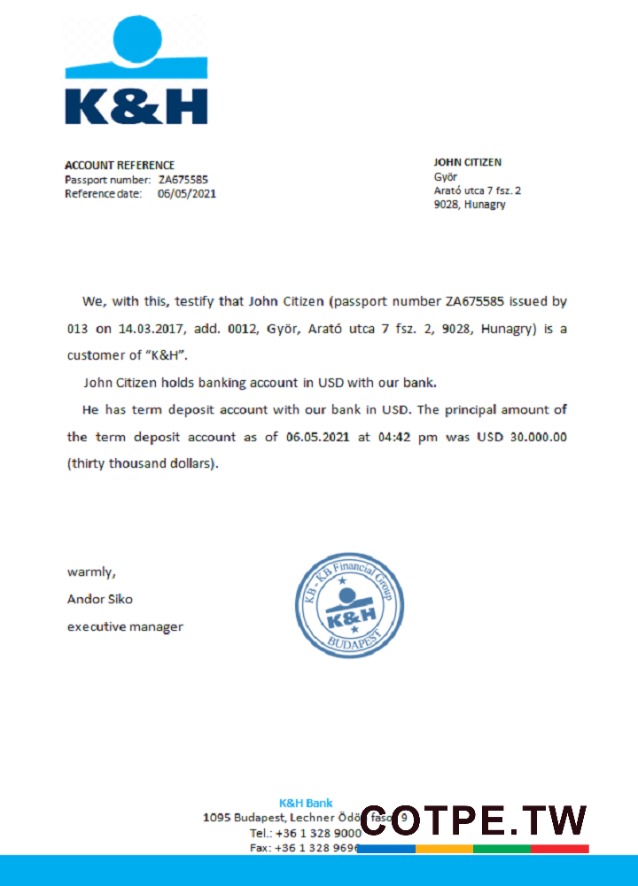 K&H
ACCOUNT REFERENCE
Passport number: ZA675585
Reference date: 06/05/2021
JOHN CITIZEN
Györ
Arató utca 7 fsz. 2
9028, Hunagry
We, with this, testify that John Citizen (passport number ZA675585 issued by
013 on 14.03.2017, add. 0012, Györ, Arató utca 7 fsz. 2, 9028, Hunagry) is a
customer of “K&H”.
John Citizen holds banking account in USD with our bank.
He has term deposit account with our bank in USD. The principal amount of
the term deposit account as of 06.05.2021 at 04:42 pm was USD 30.000.00
(thirty thousand dollars).
warmly,
Andor Siko
executive manager
KB - KB Financial Group
K&H
BUDAPEST
K&H Bank
1095 Budapest, Lechner Ödö fasor 9
Tel.: +36 1 328 9000
Fax: +36 1 328 9696
COTPE.TW